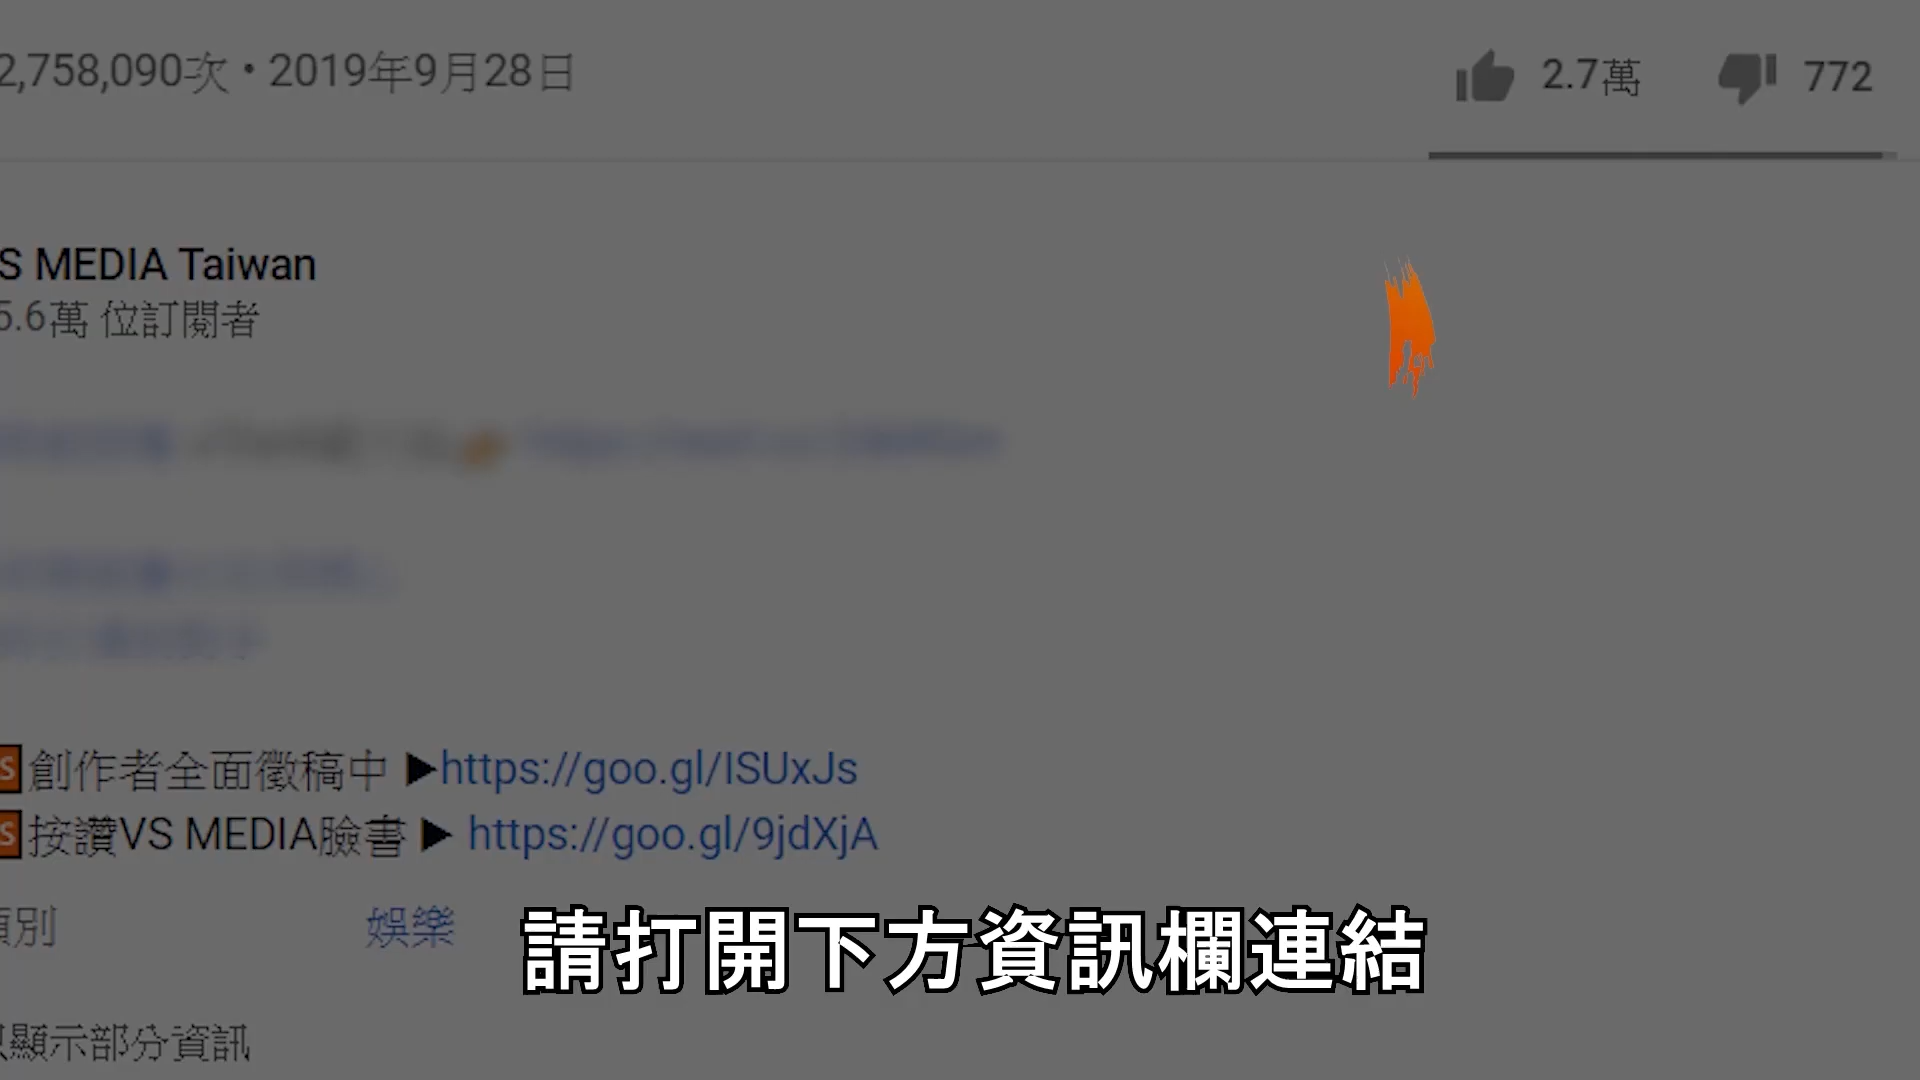 2,758,090次 • 2019年9月28日
2.7萬
772
S MEDIA Taiwan
5.6萬 位訂閱者
S創作者全面徵稿中 ▶https://goo.gl/ISUxJs
S按讚VS MEDIA臉書 ▶ https://goo.gl/9jdXjA
類別
娛樂
請打開下方資訊欄連結
只顯示部分資訊